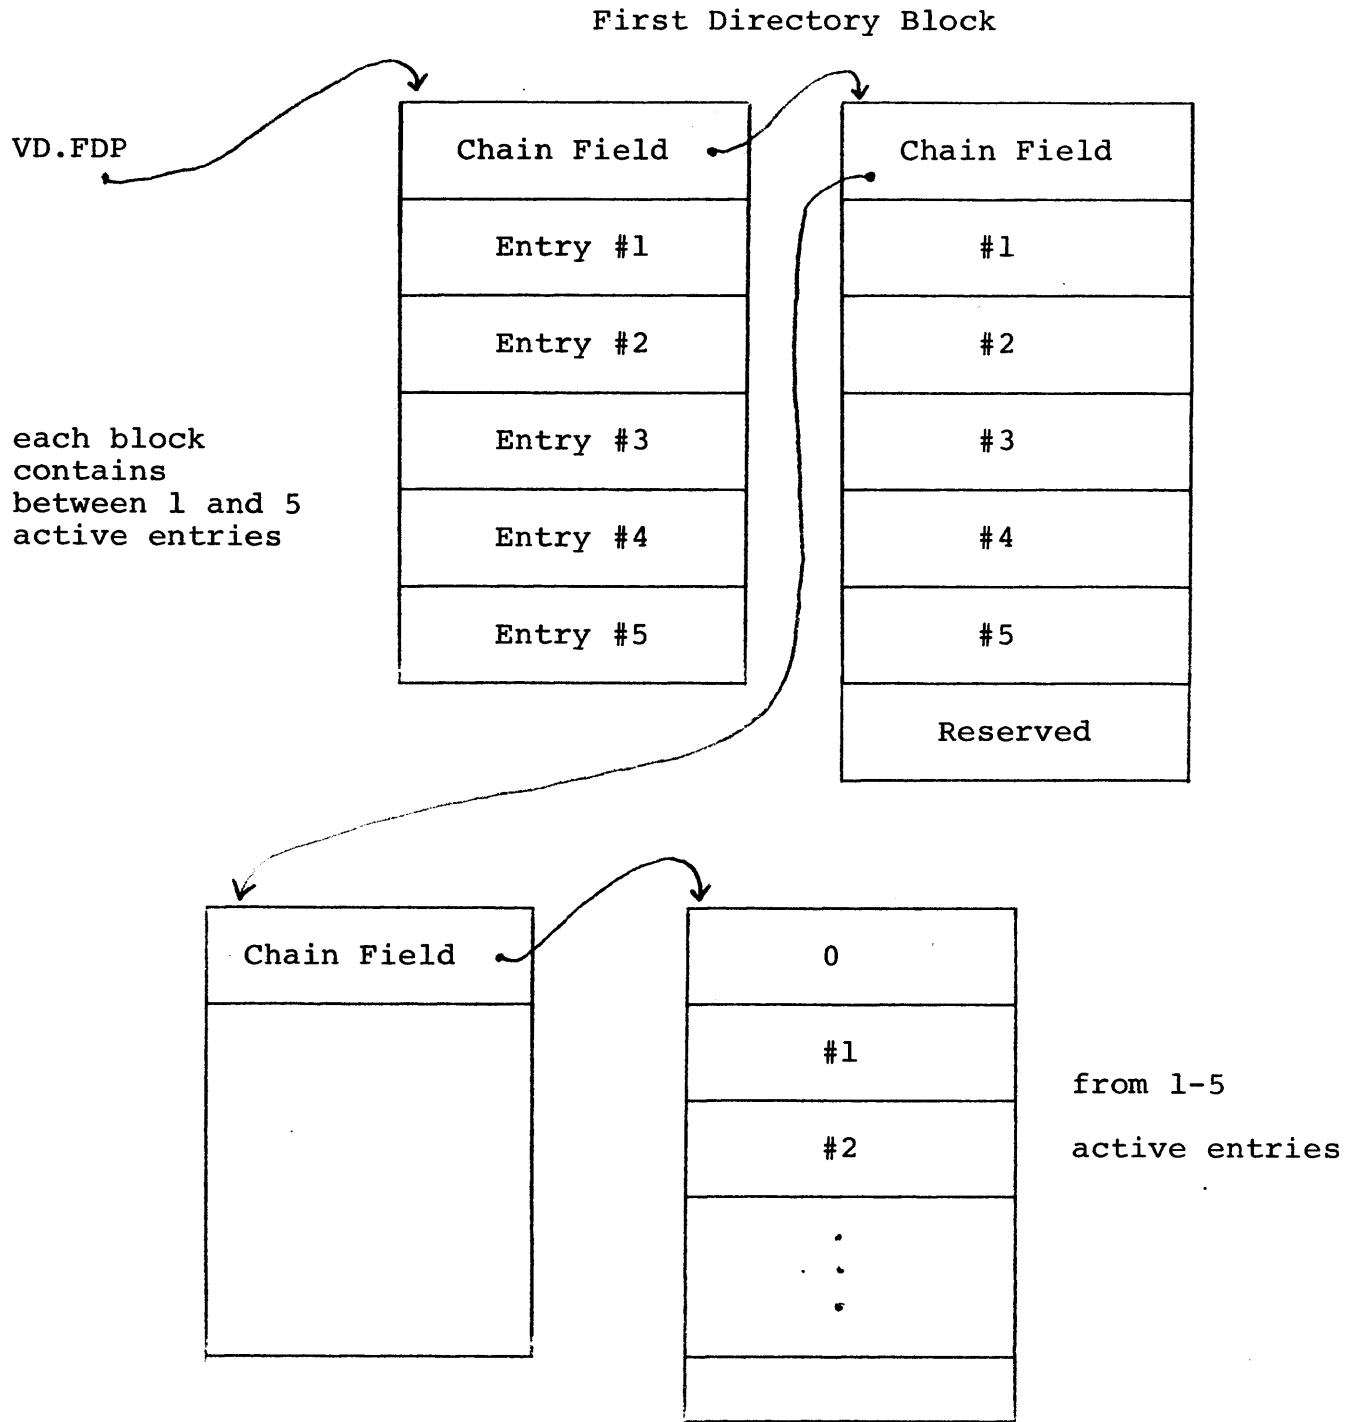 First Directory Block
VD.FDP
Chain Field
Entry #1
Entry #2
Entry #3
Entry #4
Entry #5
each block
contains
between 1 and 5
active entries
Chain Field
#1
#2
#3
#4
#5
Reserved
Chain Field
0
#1
#2
from 1-5
active entries